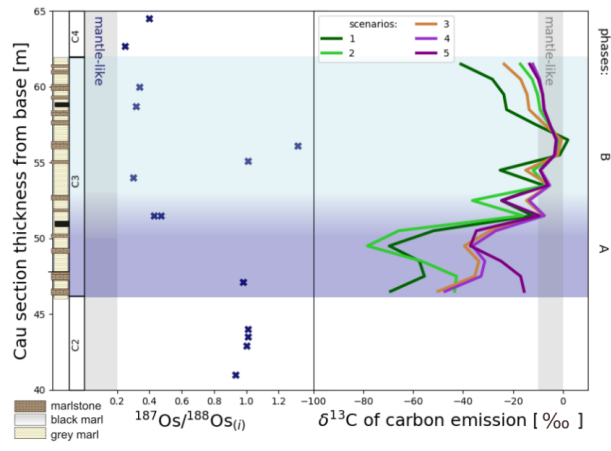 65
60
55
50
45
40
Cau section thickness from base [m]
C4
C3
C2
mantle-like
scenarios:
1
2
3
4
5
mantle-like
phases:
B
A
0.2 0.4 0.6 0.8 1.0 1.2 −100 −80 −60 −40 −20 0
187Os/188Os(i)
δ13C of carbon emission [‰]
marlstone
black marl
grey marl